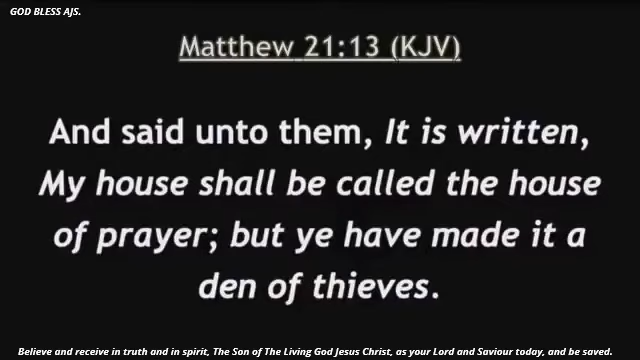 GOD BLESS AJS.
Matthew 21:13 (KJV)
And said unto them, It is written,
My house shall be called the house
of prayer; but ye have made it a
den of thieves.
Believe and receive in truth and in spirit, The Son of The Living God Jesus Christ, as your Lord and Saviour today, and be saved.